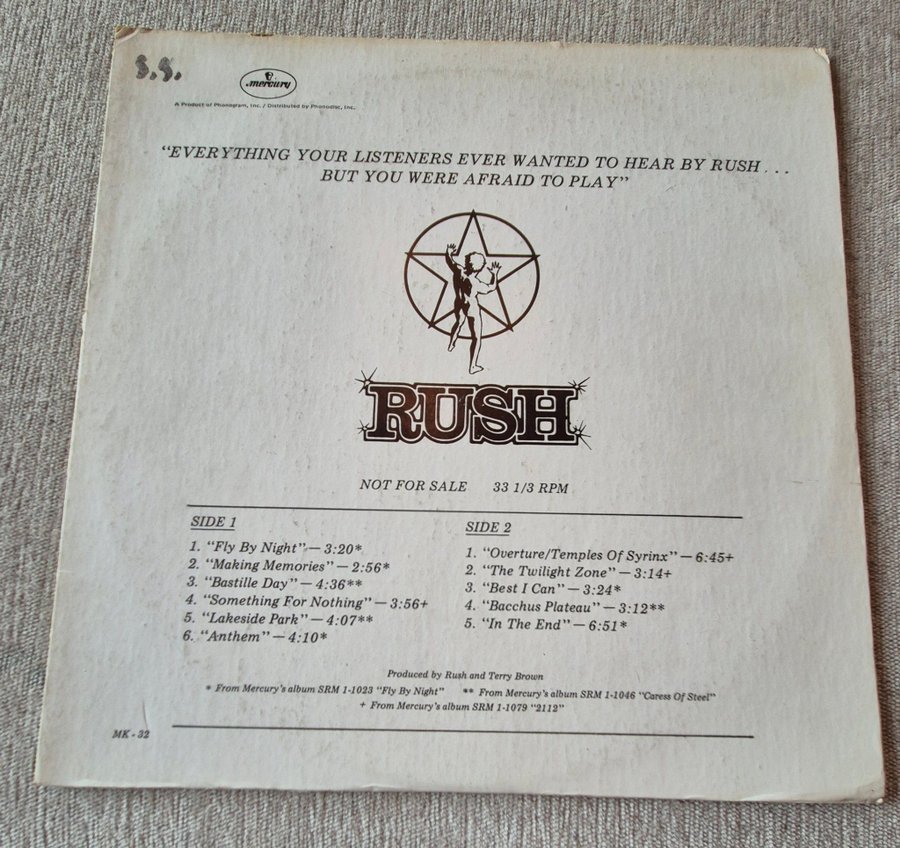 S.S.
mercury
A Product of Phonogram, Inc. / Distributed by Phonodisc, Inc.
"EVERYTHING YOUR LISTENERS EVER WANTED TO HEAR BY RUSH . . .
BUT YOU WERE AFRAID TO PLAY"
RUSH
NOT FOR SALE 33 1/3 RPM
SIDE 1
1. "Fly By Night" — 3:20*
2. "Making Memories" — 2:56*
3. "Bastille Day" — 4:36**
4. "Something For Nothing" — 3:56+
5. "Lakeside Park" — 4:07**
6. "Anthem" — 4:10*
SIDE 2
1. "Overture/Temples Of Syrinx" — 6:45+
2. "The Twilight Zone" — 3:14+
3. "Best I Can" — 3:24*
4. "Bacchus Plateau" — 3:12**
5. "In The End" — 6:51*
Produced by Rush and Terry Brown
* From Mercury's album SRM 1-1023 "Fly By Night" ** From Mercury's album SRM 1-1046 "Caress Of Steel"
+ From Mercury's album SRM 1-1079 "2112"
MK - 32